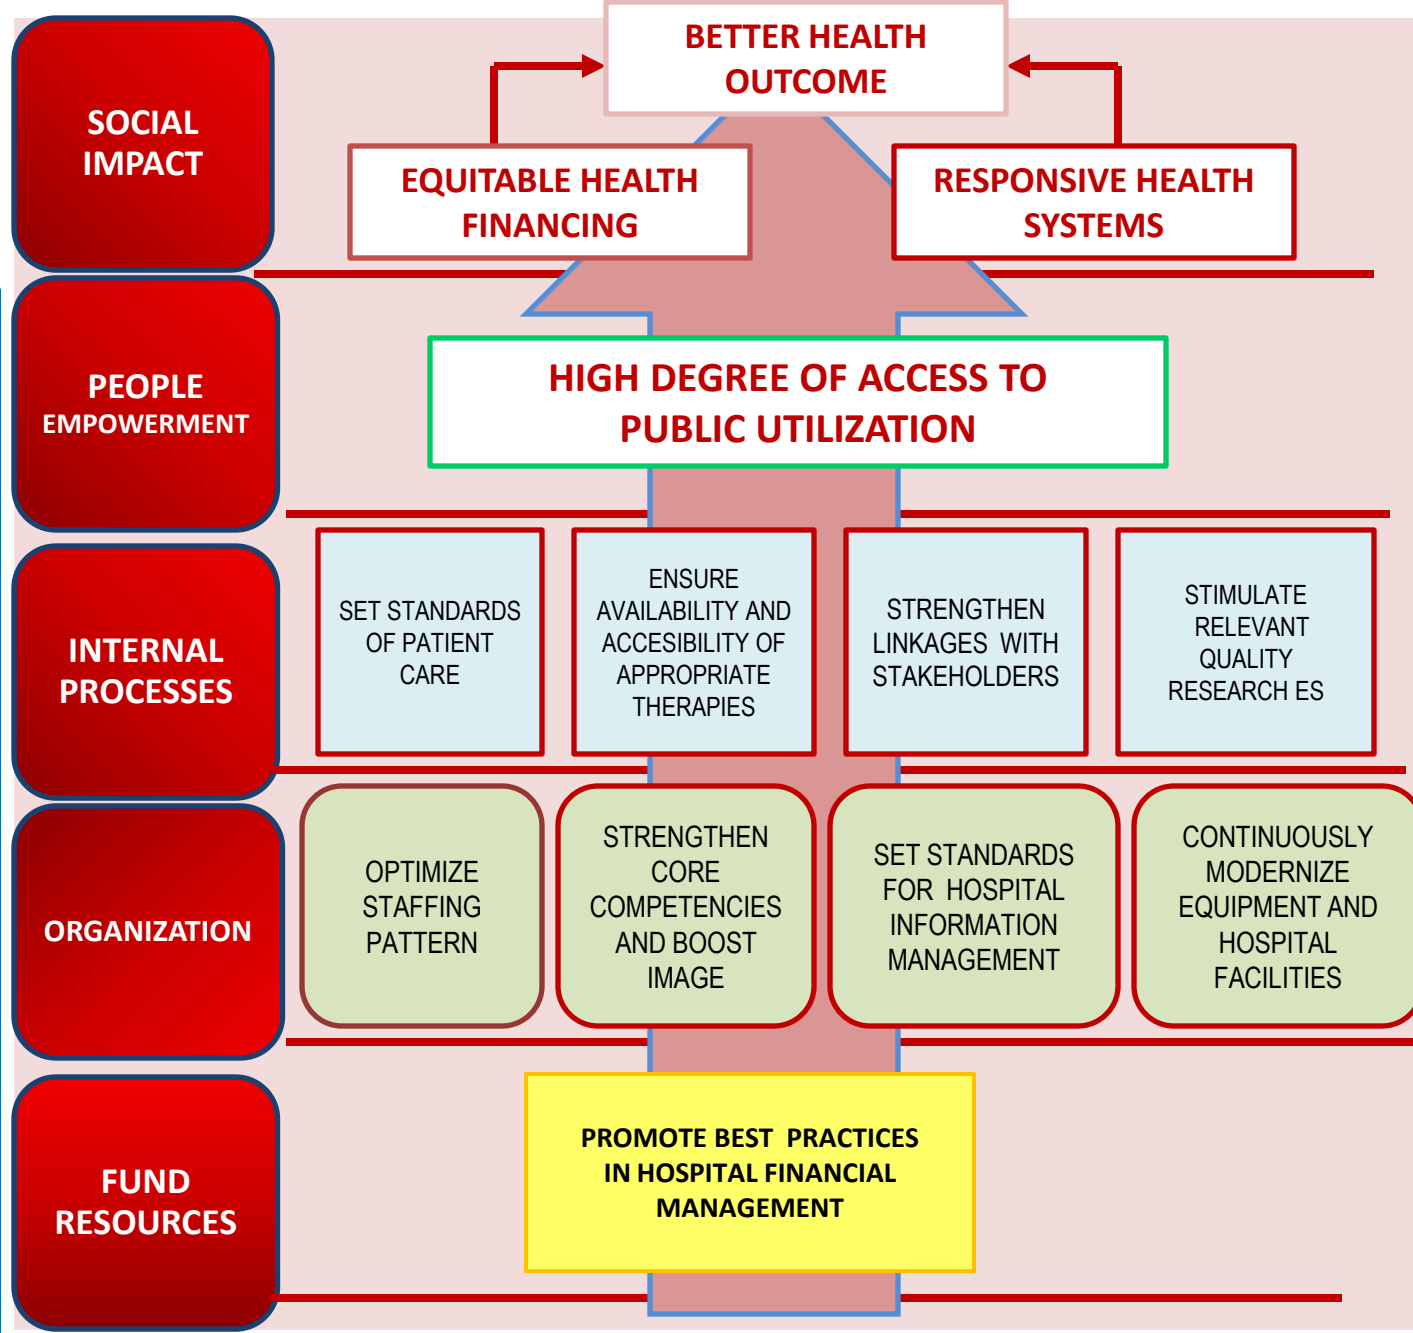 SOCIAL
IMPACT
BETTER HEALTH
OUTCOME
EQUITABLE HEALTH
FINANCING
RESPONSIVE HEALTH
SYSTEMS
PEOPLE
EMPOWERMENT
HIGH DEGREE OF ACCESS TO
PUBLIC UTILIZATION
INTERNAL
PROCESSES
SET STANDARDS
OF PATIENT
CARE
ENSURE
AVAILABILITY AND
ACCESIBILITY OF
APPROPRIATE
THERAPIES
STRENGTHEN
LINKAGES WITH
STAKEHOLDERS
STIMULATE
RELEVANT
QUALITY
RESEARCH ES
ORGANIZATION
OPTIMIZE
STAFFING
PATTERN
STRENGTHEN
CORE
COMPETENCIES
AND BOOST
IMAGE
SET STANDARDS
FOR HOSPITAL
INFORMATION
MANAGEMENT
CONTINUOUSLY
MODERNIZE
EQUIPMENT AND
HOSPITAL
FACILITIES
FUND
RESOURCES
PROMOTE BEST PRACTICES
IN HOSPITAL FINANCIAL
MANAGEMENT